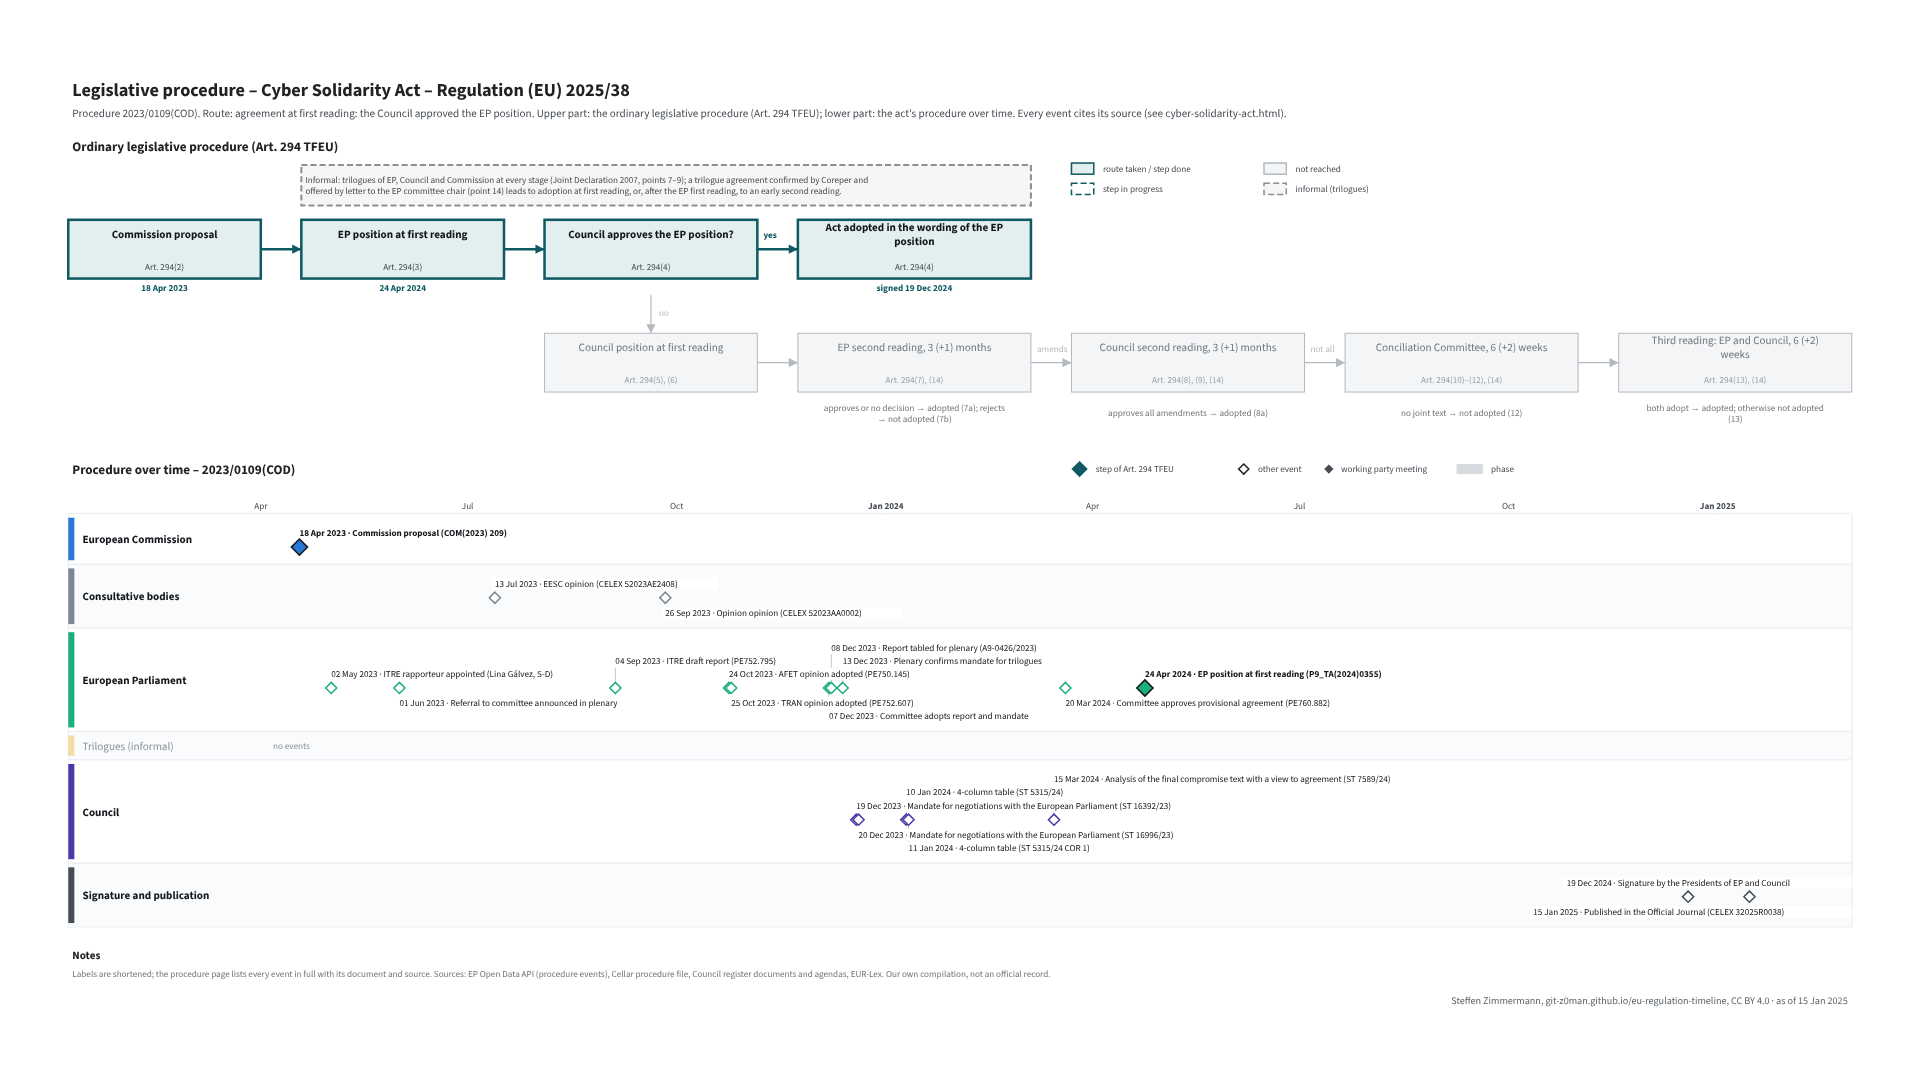 Legislative procedure – Cyber Solidarity Act – Regulation (EU) 2025/38
Procedure 2023/0109(COD). Route: agreement at first reading: the Council approved the EP position. Upper part: the ordinary legislative procedure (Art. 294 TFEU); lower part: the act's procedure over time. Every event cites its source (see cyber-solidarity-act.html).
Ordinary legislative procedure (Art. 294 TFEU)
Informal: trilogues of EP, Council and Commission at every stage (Joint Declaration 2007, points 7–9); a trilogue agreement confirmed by Coreper and
offered by letter to the EP committee chair (point 14) leads to adoption at first reading, or, after the EP first reading, to an early second reading.
route taken / step done
not reached
step in progress
informal (trilogues)
Commission proposal
Art. 294(2)
18 Apr 2023
EP position at first reading
Art. 294(3)
24 Apr 2024
Council approves the EP position?
Art. 294(4)
yes
Act adopted in the wording of the EP
position
Art. 294(4)
signed 19 Dec 2024
no
Council position at first reading
Art. 294(5), (6)
EP second reading, 3 (+1) months
Art. 294(7), (14)
approves or no decision → adopted (7a); rejects
→ not adopted (7b)
amends
Council second reading, 3 (+1) months
Art. 294(8), (9), (14)
approves all amendments → adopted (8a)
not all
Conciliation Committee, 6 (+2) weeks
Art. 294(10)–(12), (14)
no joint text → not adopted (12)
Third reading: EP and Council, 6 (+2)
weeks
Art. 294(13), (14)
both adopt → adopted; otherwise not adopted
(13)
Procedure over time – 2023/0109(COD)
step of Art. 294 TFEU
other event
working party meeting
phase
Apr
Jul
Oct
Jan 2024
Apr
Jul
Oct
Jan 2025
European Commission
18 Apr 2023 · Commission proposal (COM(2023) 209)
Consultative bodies
13 Jul 2023 · EESC opinion (CELEX 52023AE2408)
26 Sep 2023 · Opinion opinion (CELEX 52023AA0002)
European Parliament
08 Dec 2023 · Report tabled for plenary (A9-0426/2023)
04 Sep 2023 · ITRE draft report (PE752.795)
13 Dec 2023 · Plenary confirms mandate for trilogues
02 May 2023 · ITRE rapporteur appointed (Lina Gálvez, S-D)
24 Oct 2023 · AFET opinion adopted (PE750.145)
24 Apr 2024 · EP position at first reading (P9_TA(2024)0355)
01 Jun 2023 · Referral to committee announced in plenary
25 Oct 2023 · TRAN opinion adopted (PE752.607)
20 Mar 2024 · Committee approves provisional agreement (PE760.882)
07 Dec 2023 · Committee adopts report and mandate
Trilogues (informal)
no events
Council
15 Mar 2024 · Analysis of the final compromise text with a view to agreement (ST 7589/24)
10 Jan 2024 · 4-column table (ST 5315/24)
19 Dec 2023 · Mandate for negotiations with the European Parliament (ST 16392/23)
20 Dec 2023 · Mandate for negotiations with the European Parliament (ST 16996/23)
11 Jan 2024 · 4-column table (ST 5315/24 COR 1)
Signature and publication
19 Dec 2024 · Signature by the Presidents of EP and Council
15 Jan 2025 · Published in the Official Journal (CELEX 32025R0038)
Notes
Labels are shortened; the procedure page lists every event in full with its document and source. Sources: EP Open Data API (procedure events), Cellar procedure file, Council register documents and agendas, EUR-Lex. Our own compilation, not an official record.
Steffen Zimmermann, git-z0man.github.io/eu-regulation-timeline, CC BY 4.0 · as of 15 Jan 2025